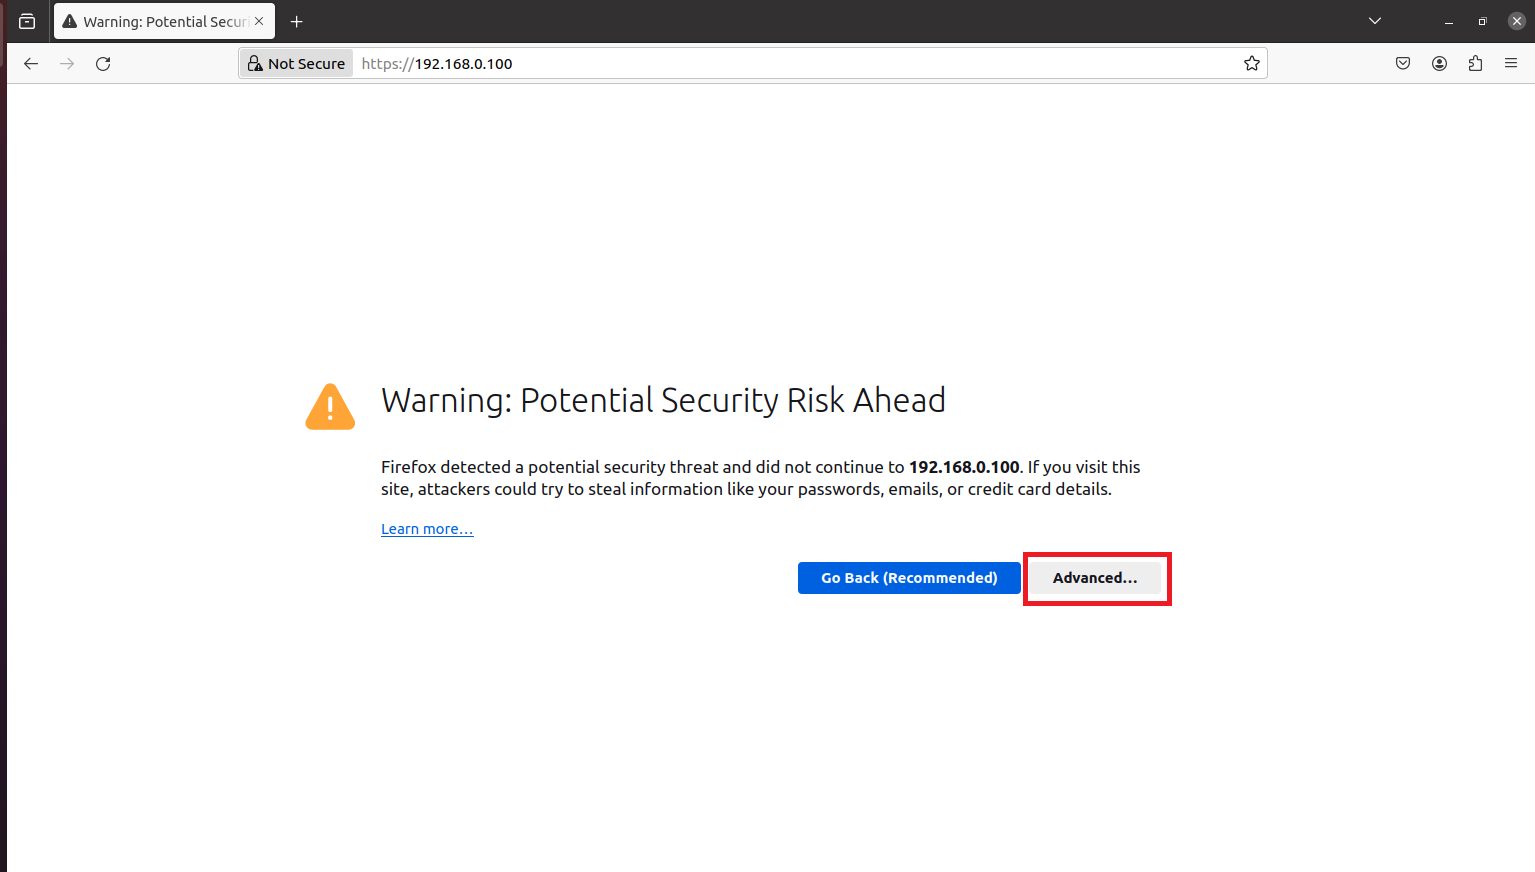 Warning: Potential Secur
Not Secure
https://192.168.0.100
Warning: Potential Security Risk Ahead
Firefox detected a potential security threat and did not continue to 192.168.0.100. If you visit this
site, attackers could try to steal information like your passwords, emails, or credit card details.
Learn more…
Go Back (Recommended)
Advanced…